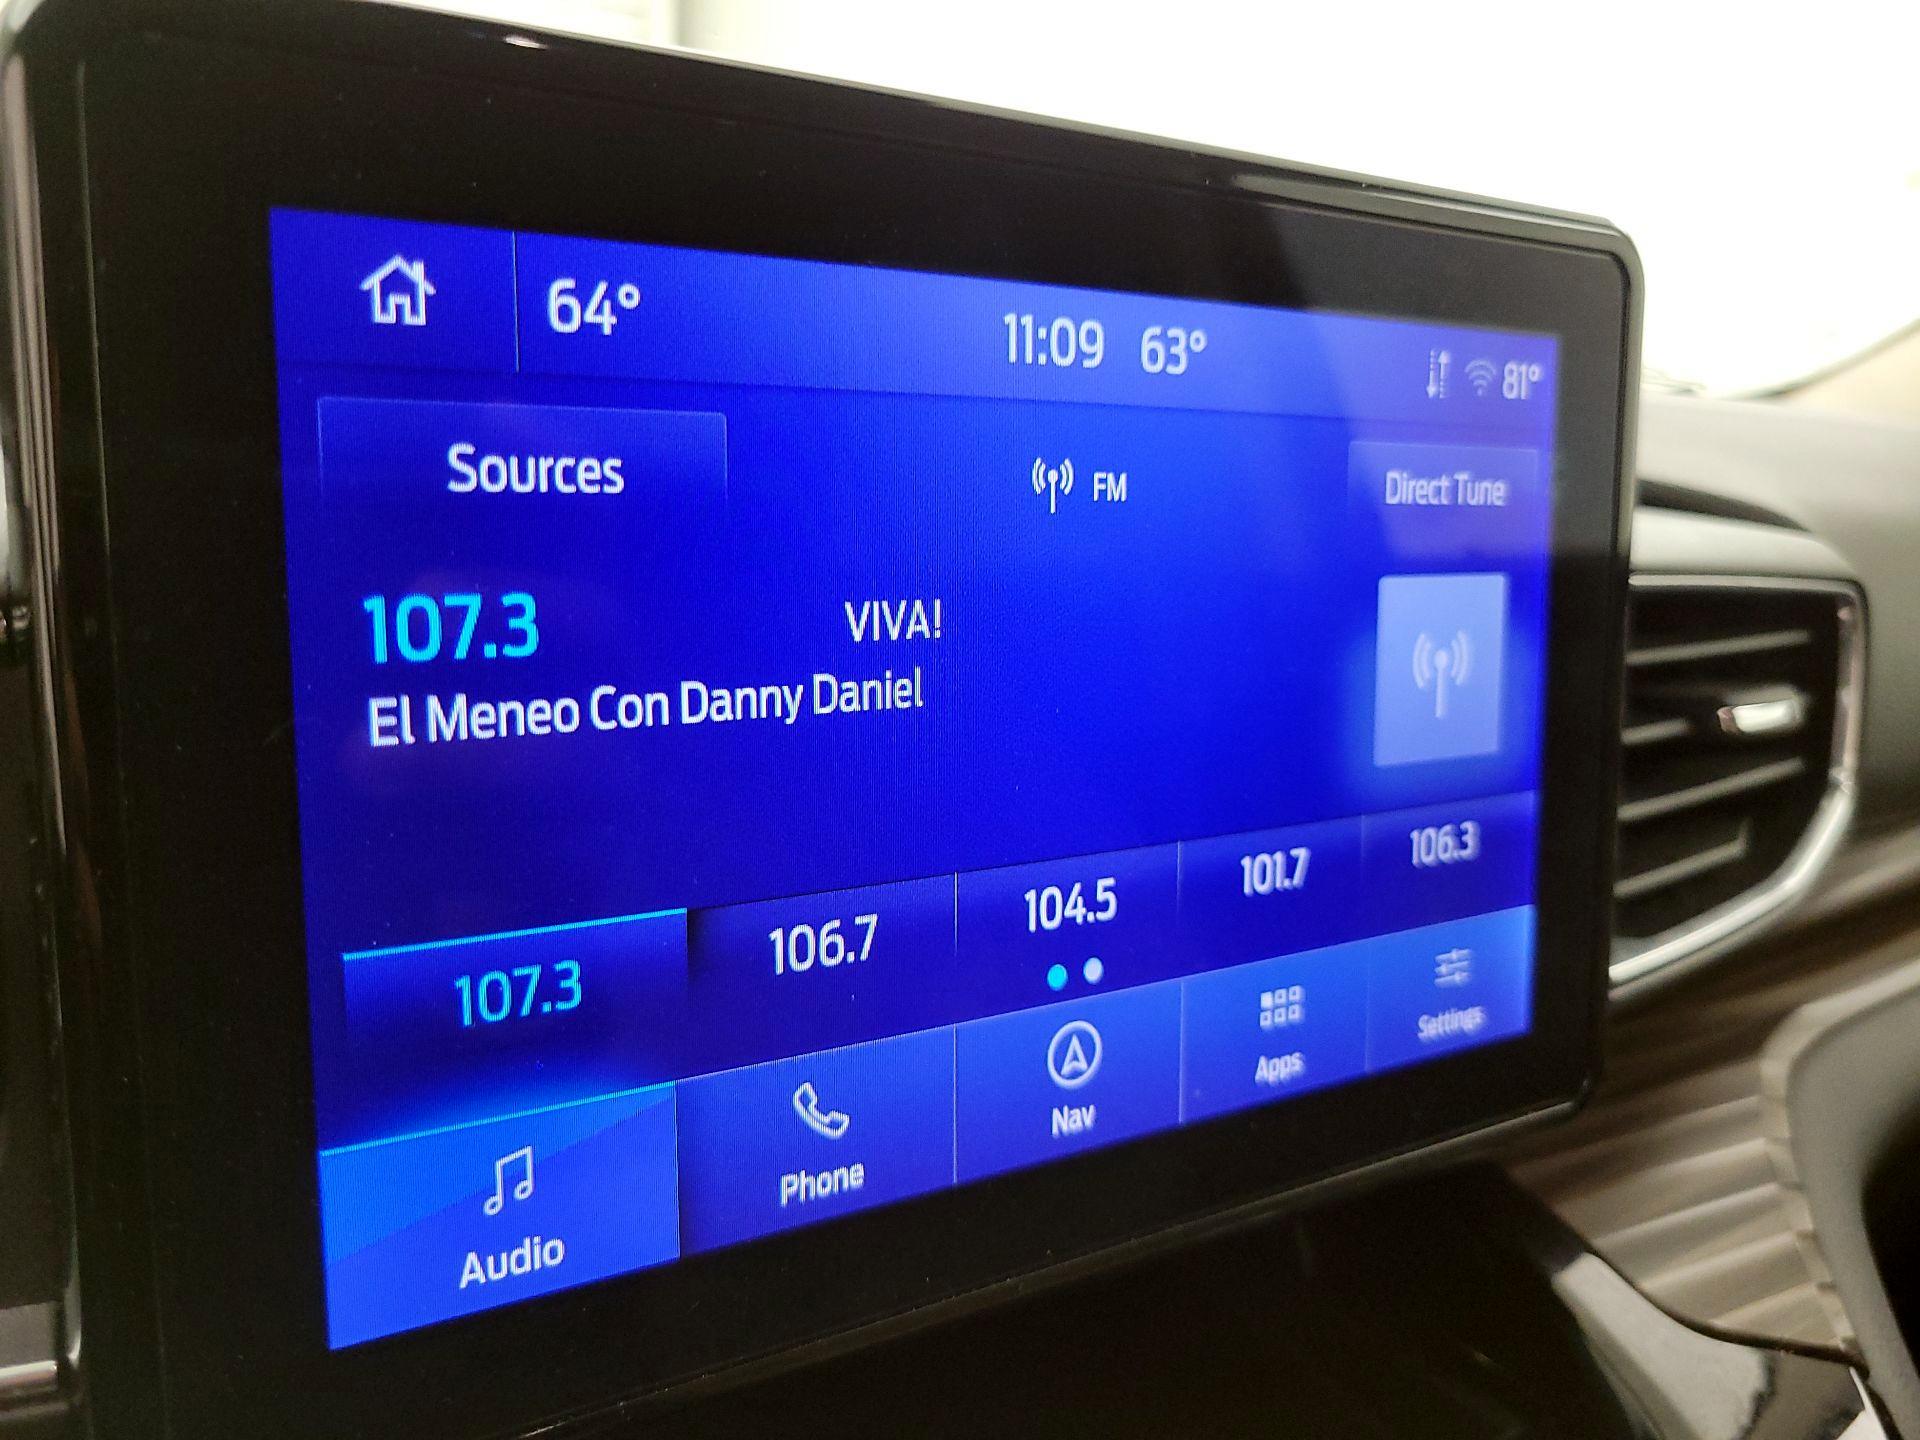 64° 11:09 63° 81°
Sources FM Direct Tune
107.3 VIVA!
El Meneo Con Danny Daniel
107.3 106.7 104.5 101.7 106.3
Audio Phone Nav Apps Settings